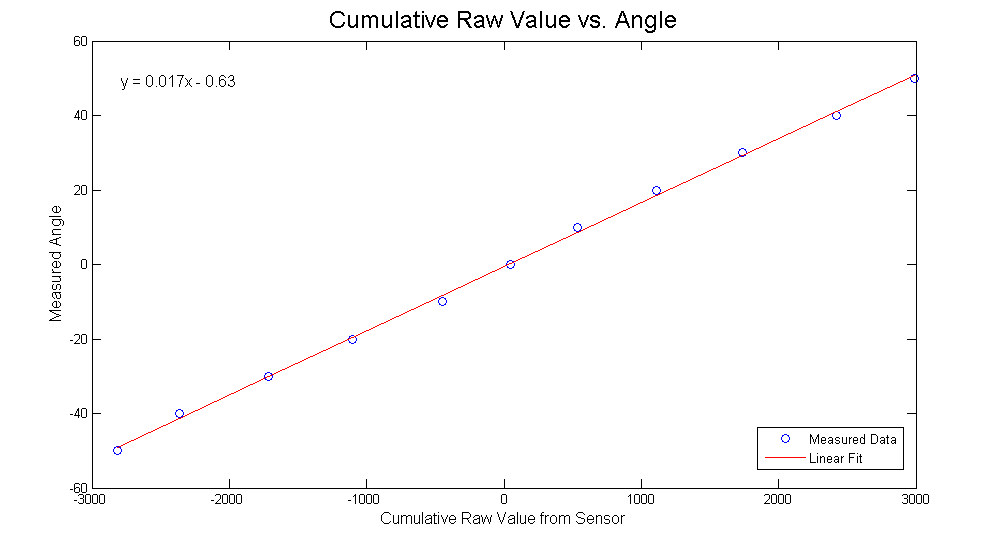 Cumulative Raw Value vs. Angle
60
y = 0.017x - 0.63
40
20
Measured Angle
0
-20
-40
Measured Data
Linear Fit
-60
-3000 -2000 -1000 0 1000 2000 3000
Cumulative Raw Value from Sensor